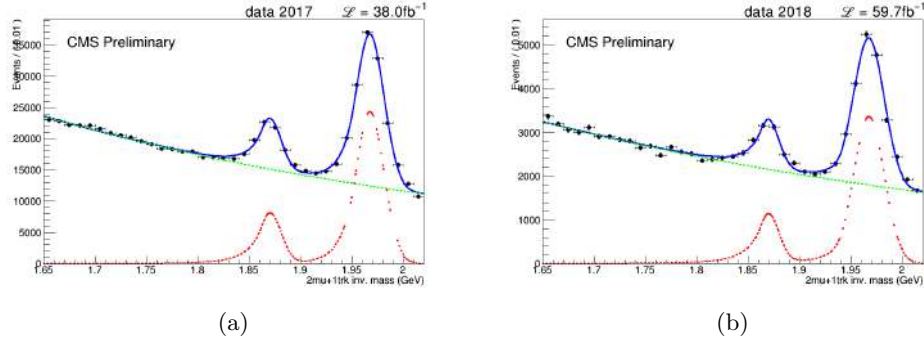 data 2017 ℒ = 38.0fb⁻¹
CMS Preliminary
Events / ( 0.01 )
35000
30000
25000
20000
15000
10000
5000
0
1.65 1.7 1.75 1.8 1.85 1.9 1.95 2
2mu+1trk inv. mass (GeV)
(a)
data 2018 ℒ = 59.7fb⁻¹
CMS Preliminary
Events / ( 0.01 )
5000
4000
3000
2000
1000
0
1.65 1.7 1.75 1.8 1.85 1.9 1.95 2
2mu+1trk inv. mass (GeV)
(b)